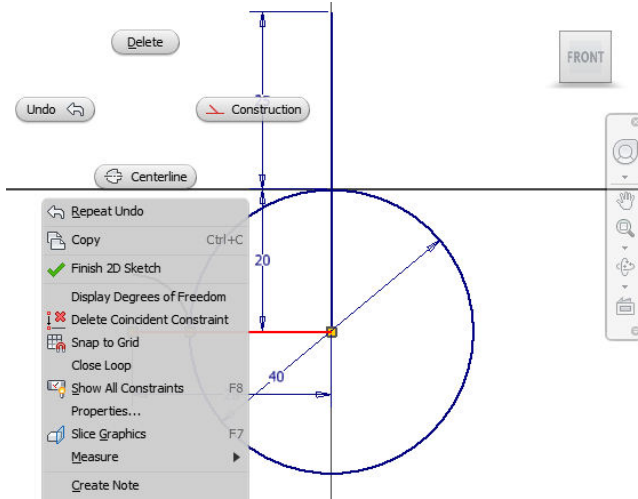 Delete
FRONT
Undo
Construction
Centerline
Repeat Undo
Copy Ctrl+C
Finish 2D Sketch
20
Display Degrees of Freedom
Delete Coincident Constraint
Snap to Grid
Close Loop
40
Show All Constraints F8
Properties...
Slice Graphics F7
Measure
Create Note